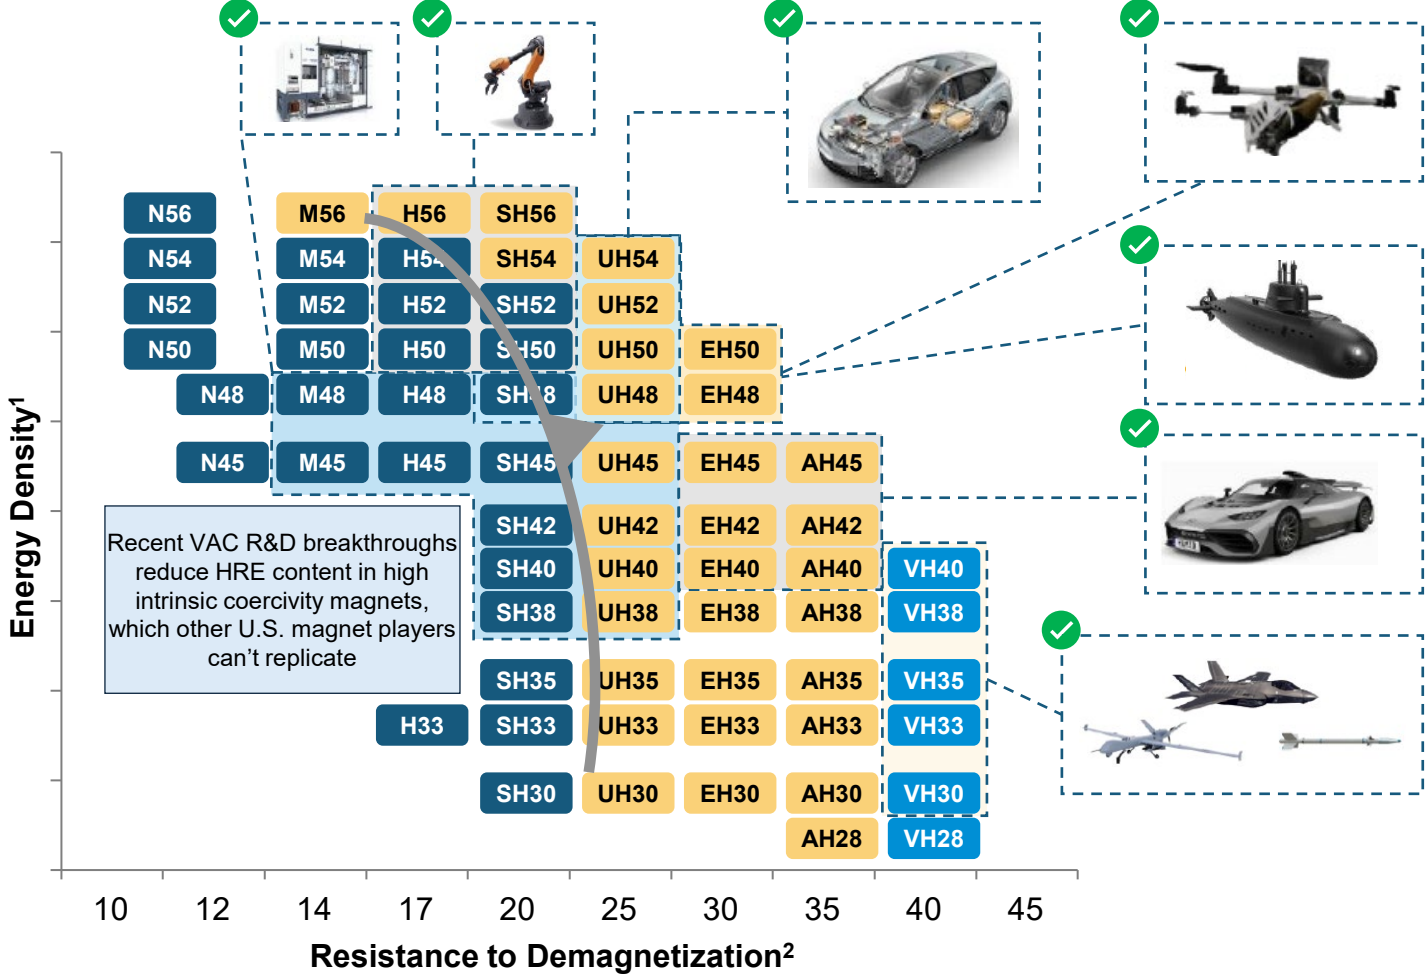 N56 M56 H56 SH56
N54 M54 H54 SH54 UH54
N52 M52 H52 SH52 UH52
N50 M50 H50 SH50 UH50 EH50
N48 M48 H48 SH48 UH48 EH48
N45 M45 H45 SH45 UH45 EH45 AH45
SH42 UH42 EH42 AH42
SH40 UH40 EH40 AH40 VH40
SH38 UH38 EH38 AH38 VH38
SH35 UH35 EH35 AH35 VH35
H33 SH33 UH33 EH33 AH33 VH33
SH30 UH30 EH30 AH30 VH30
AH28 VH28
Recent VAC R&D breakthroughs
reduce HRE content in high
intrinsic coercivity magnets,
which other U.S. magnet players
can’t replicate
Energy Density¹
10 12 14 17 20 25 30 35 40 45
Resistance to Demagnetization²